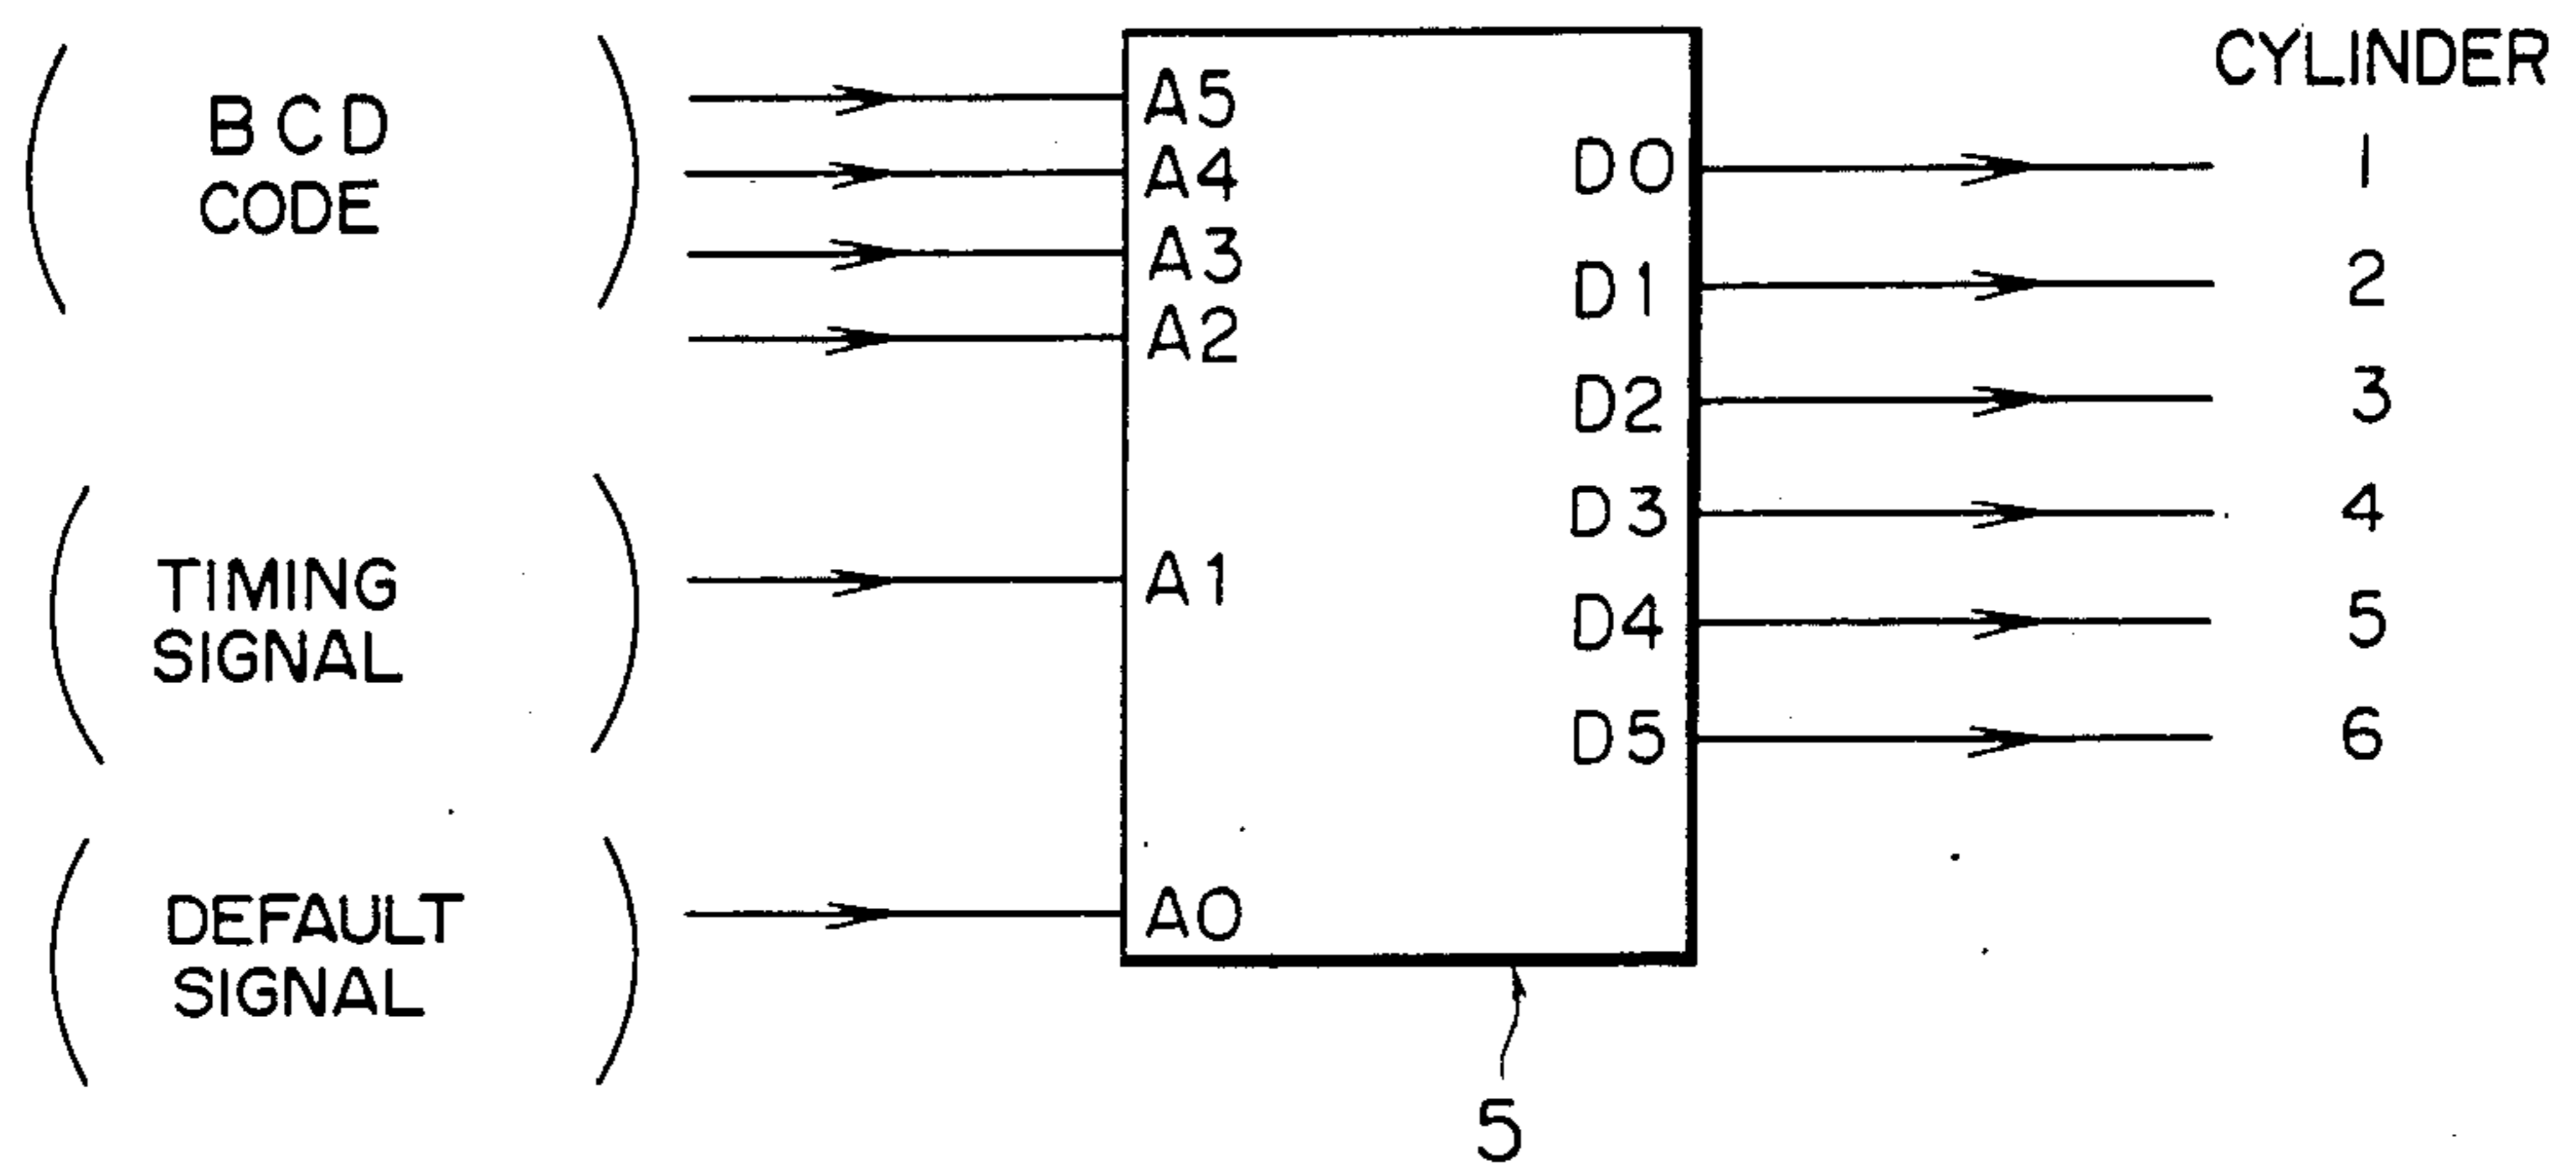 BCD
CODE
TIMING
SIGNAL
DEFAULT
SIGNAL
A5
A4
A3
A2
A1
A0
D0
D1
D2
D3
D4
D5
CYLINDER
1
2
3
4
5
6
5